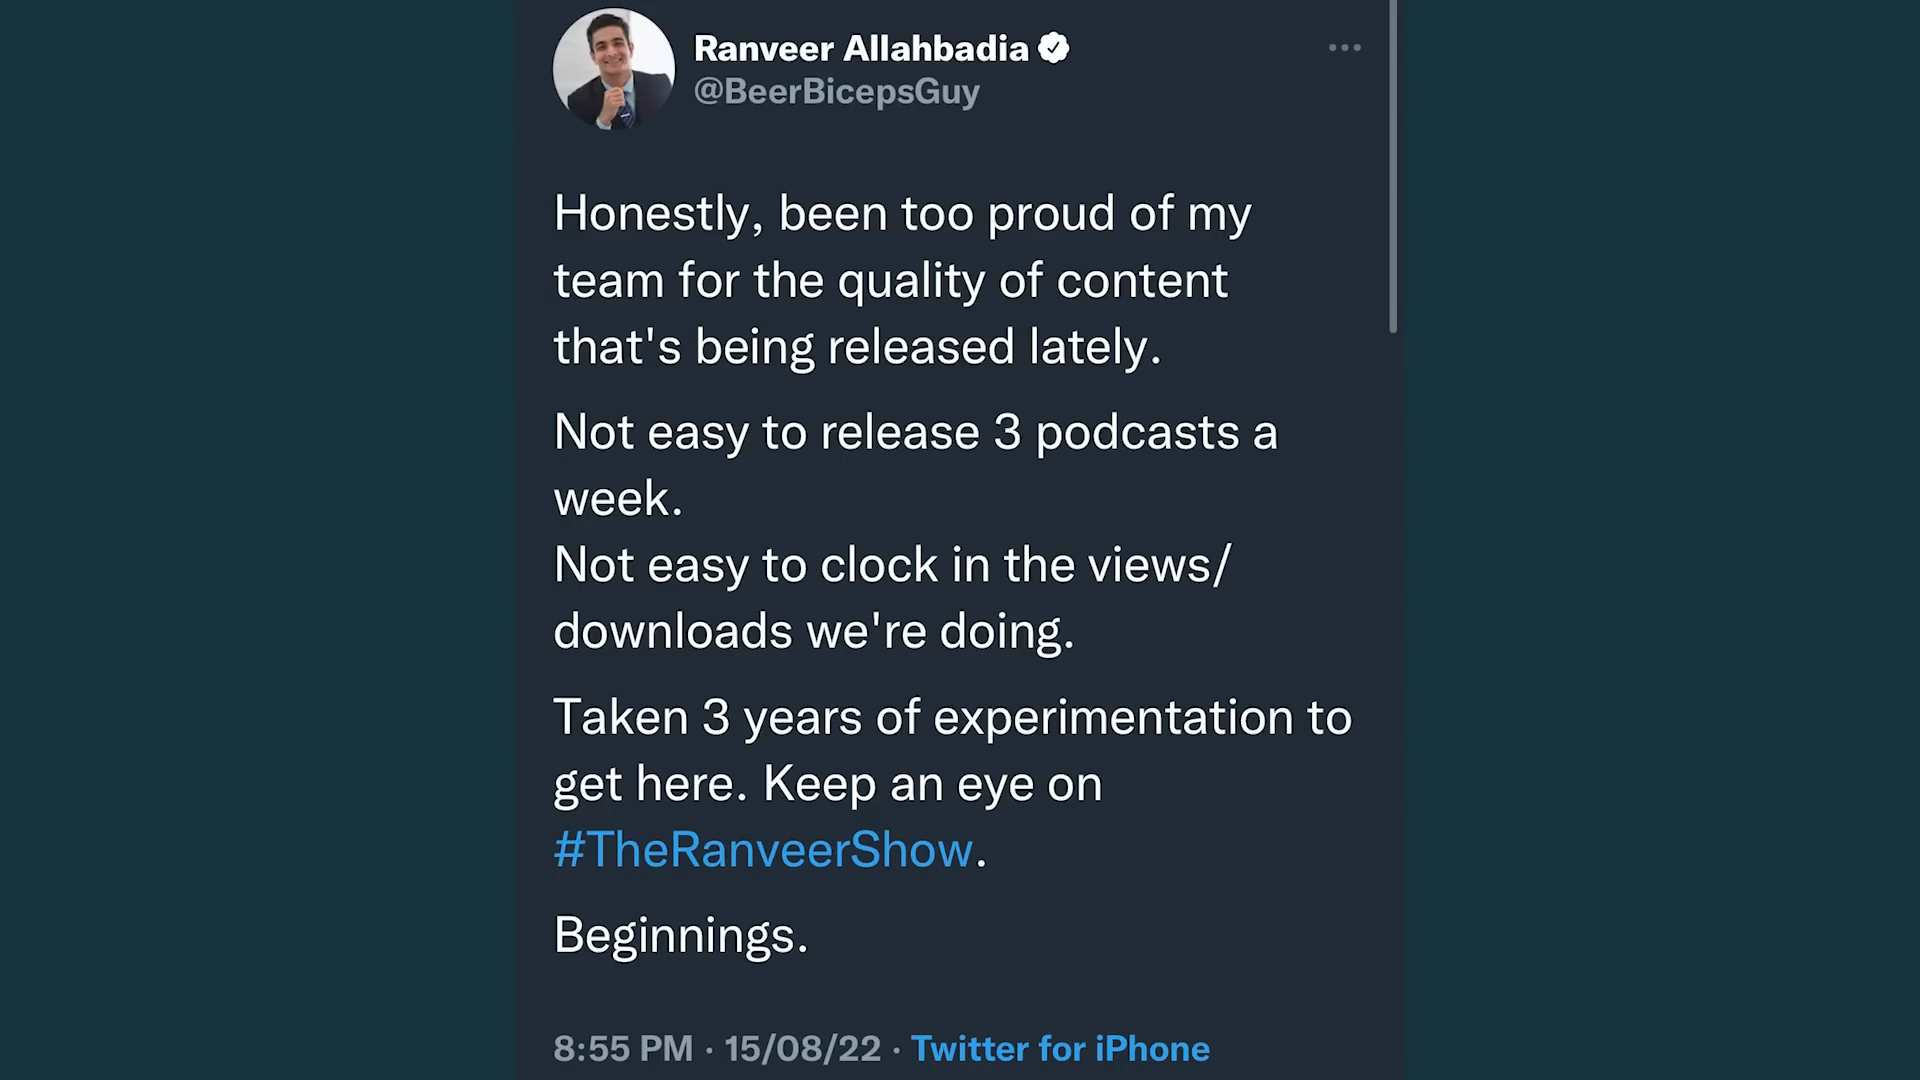 Ranveer Allahbadia
@BeerBicepsGuy
Honestly, been too proud of my
team for the quality of content
that's being released lately.
Not easy to release 3 podcasts a
week.
Not easy to clock in the views/
downloads we're doing.
Taken 3 years of experimentation to
get here. Keep an eye on
#TheRanveerShow.
Beginnings.
8:55 PM · 15/08/22 · Twitter for iPhone